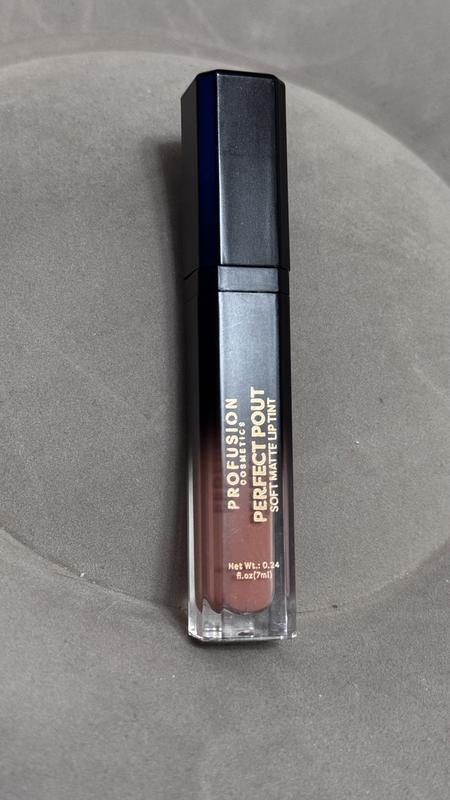 PROFUSION
COSMETICS
PERFECT POUT
SOFT MATTE LIP TINT
Net Wt.: 0.24
fl.oz(7ml)